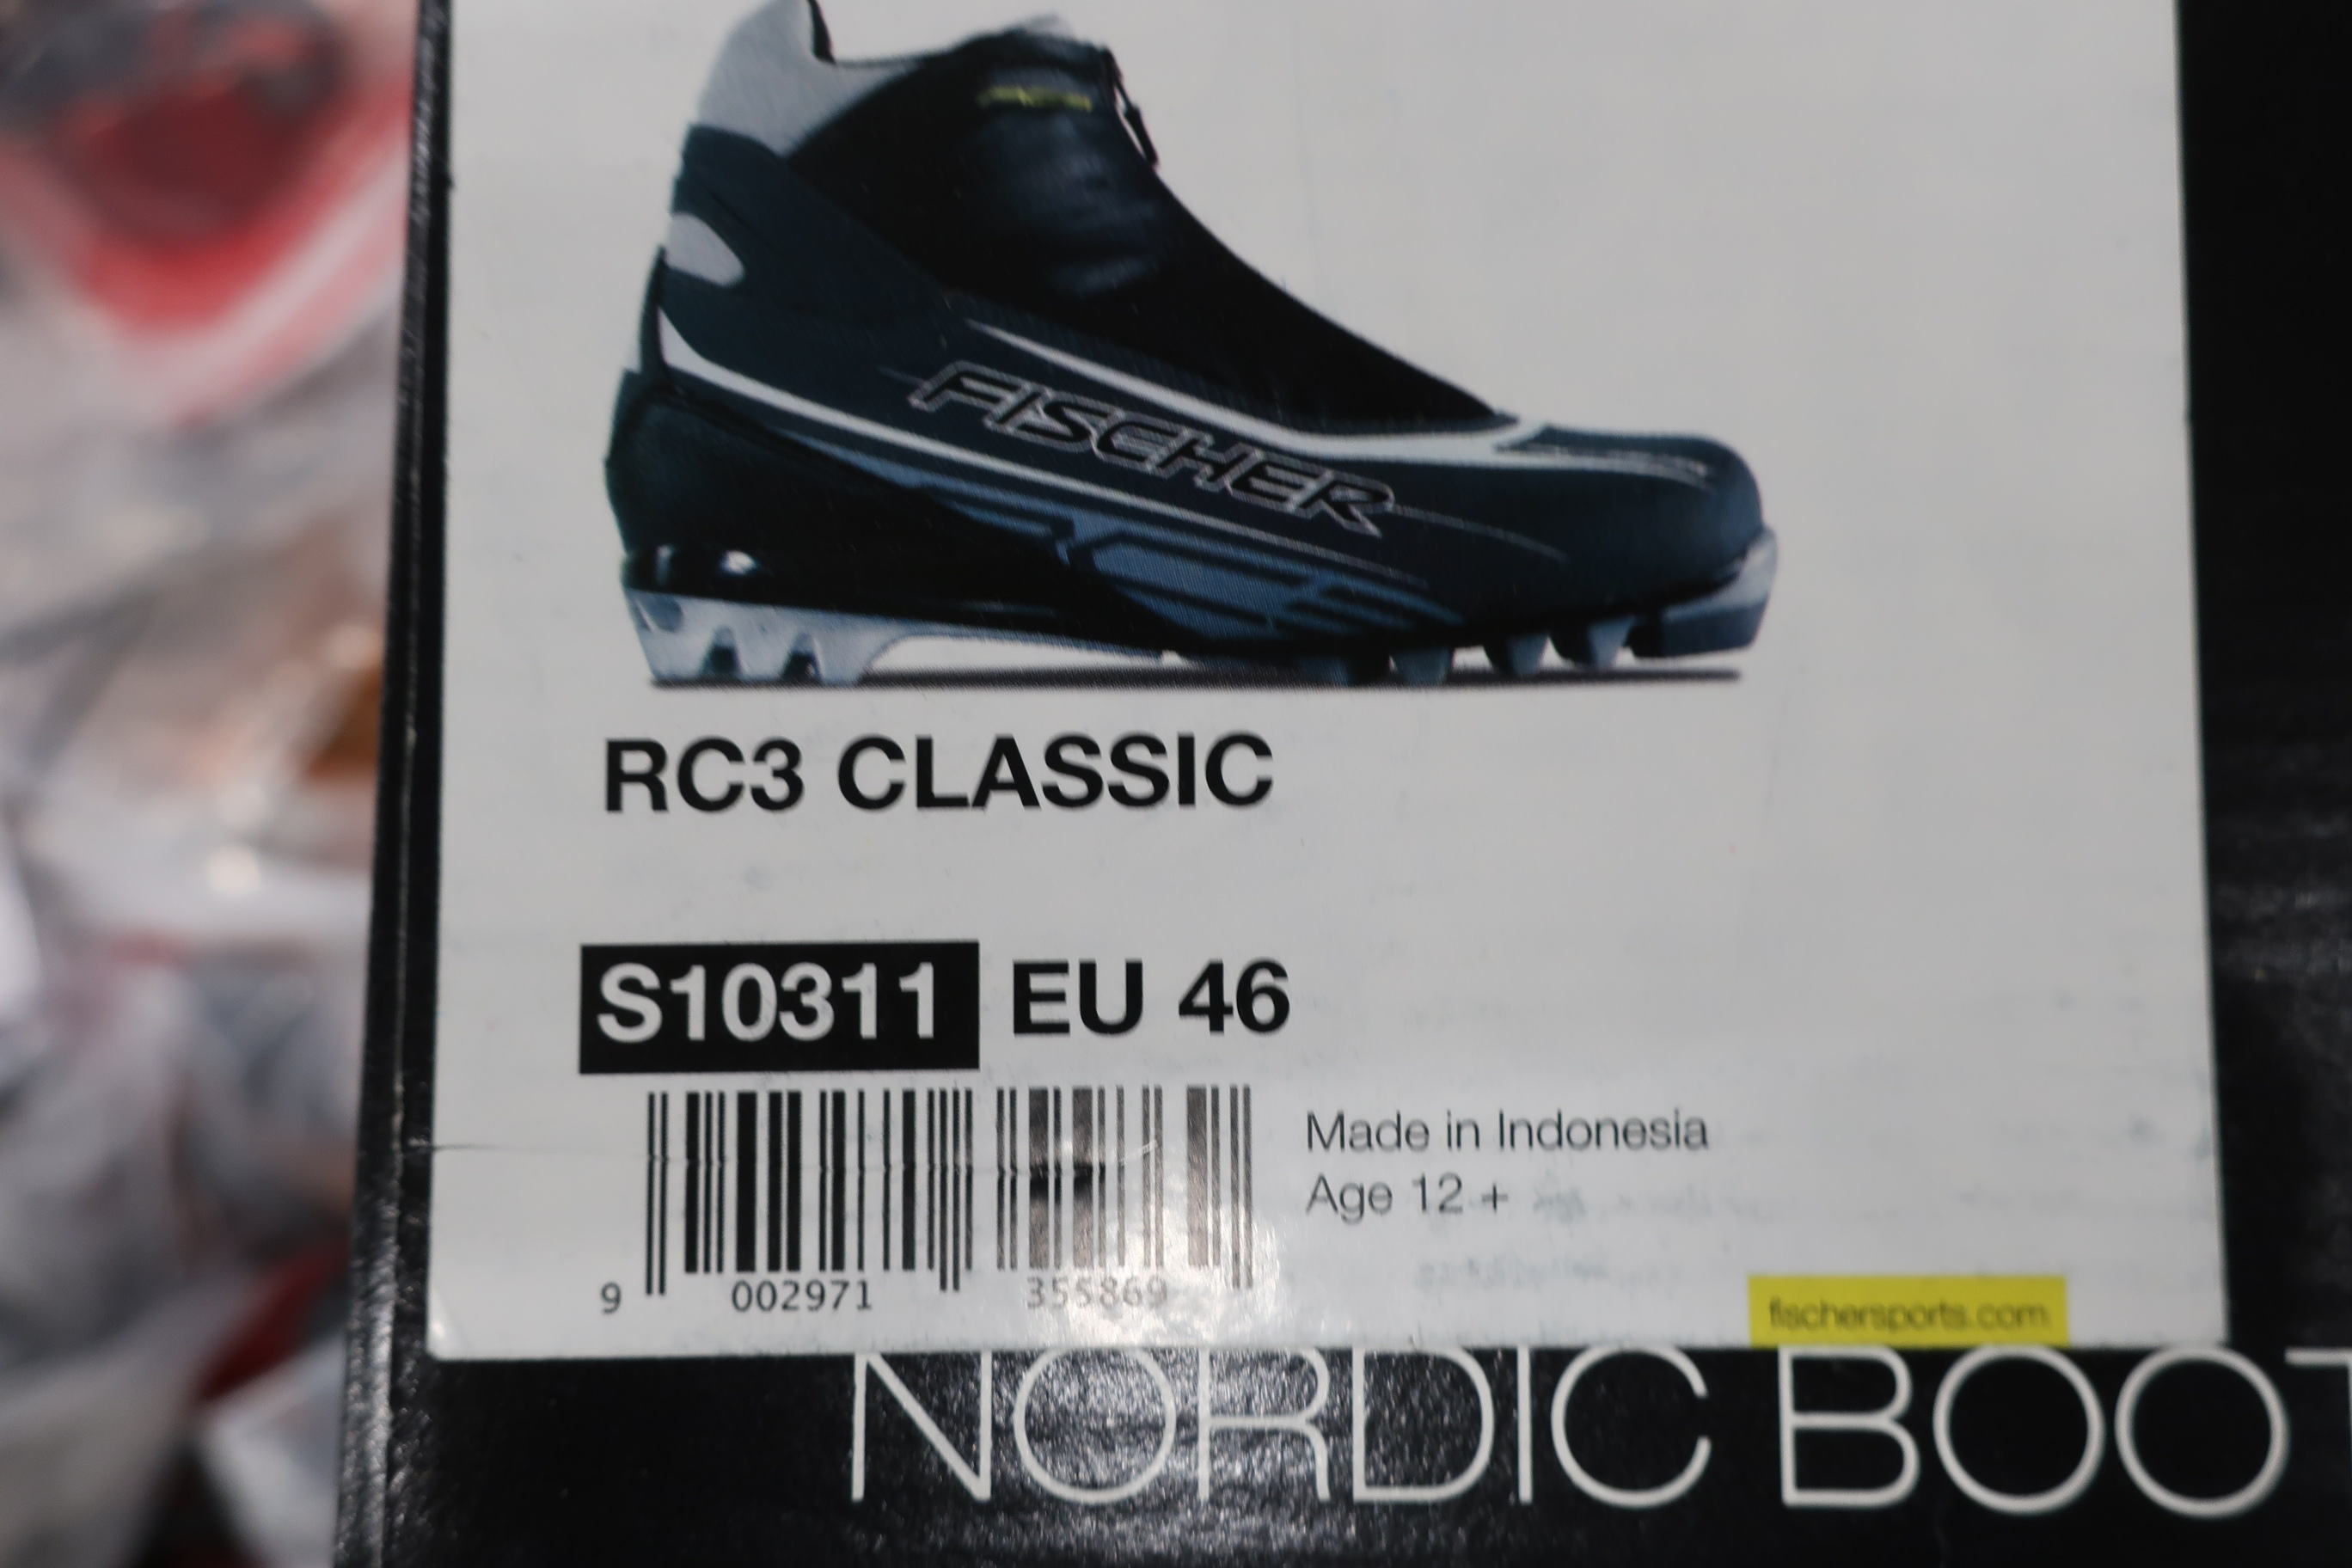 FISCHER
RC3 CLASSIC
S10311 EU 46
Made in Indonesia
Age 12 +
9 002971 355869
fischersports.com
NORDIC BOOT